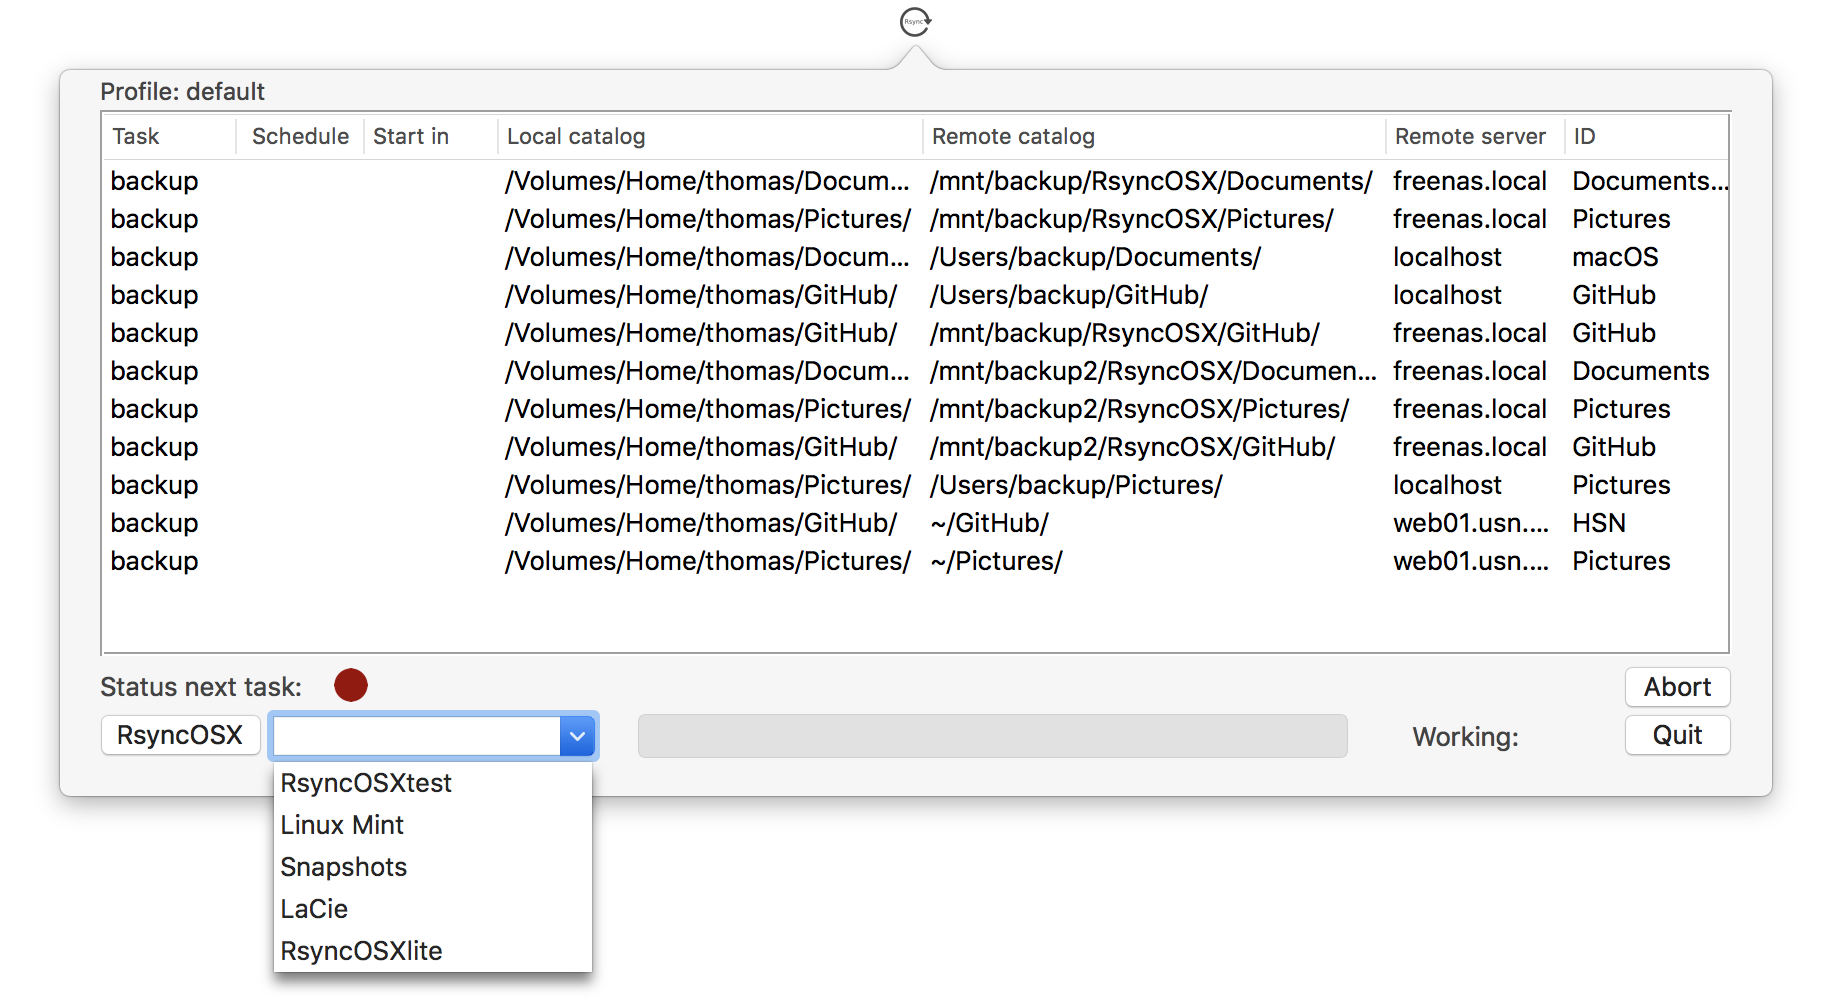 Rsync
Profile: default
Task Schedule Start in Local catalog Remote catalog Remote server ID
backup /Volumes/Home/thomas/Docum... /mnt/backup/RsyncOSX/Documents/ freenas.local Documents...
backup /Volumes/Home/thomas/Pictures/ /mnt/backup/RsyncOSX/Pictures/ freenas.local Pictures
backup /Volumes/Home/thomas/Docum... /Users/backup/Documents/ localhost macOS
backup /Volumes/Home/thomas/GitHub/ /Users/backup/GitHub/ localhost GitHub
backup /Volumes/Home/thomas/GitHub/ /mnt/backup/RsyncOSX/GitHub/ freenas.local GitHub
backup /Volumes/Home/thomas/Docum... /mnt/backup2/RsyncOSX/Documen... freenas.local Documents
backup /Volumes/Home/thomas/Pictures/ /mnt/backup2/RsyncOSX/Pictures/ freenas.local Pictures
backup /Volumes/Home/thomas/GitHub/ /mnt/backup2/RsyncOSX/GitHub/ freenas.local GitHub
backup /Volumes/Home/thomas/Pictures/ /Users/backup/Pictures/ localhost Pictures
backup /Volumes/Home/thomas/GitHub/ ~/GitHub/ web01.usn.... HSN
backup /Volumes/Home/thomas/Pictures/ ~/Pictures/ web01.usn.... Pictures
Status next task: Abort
RsyncOSX Working: Quit
RsyncOSXtest
Linux Mint
Snapshots
LaCie
RsyncOSXlite